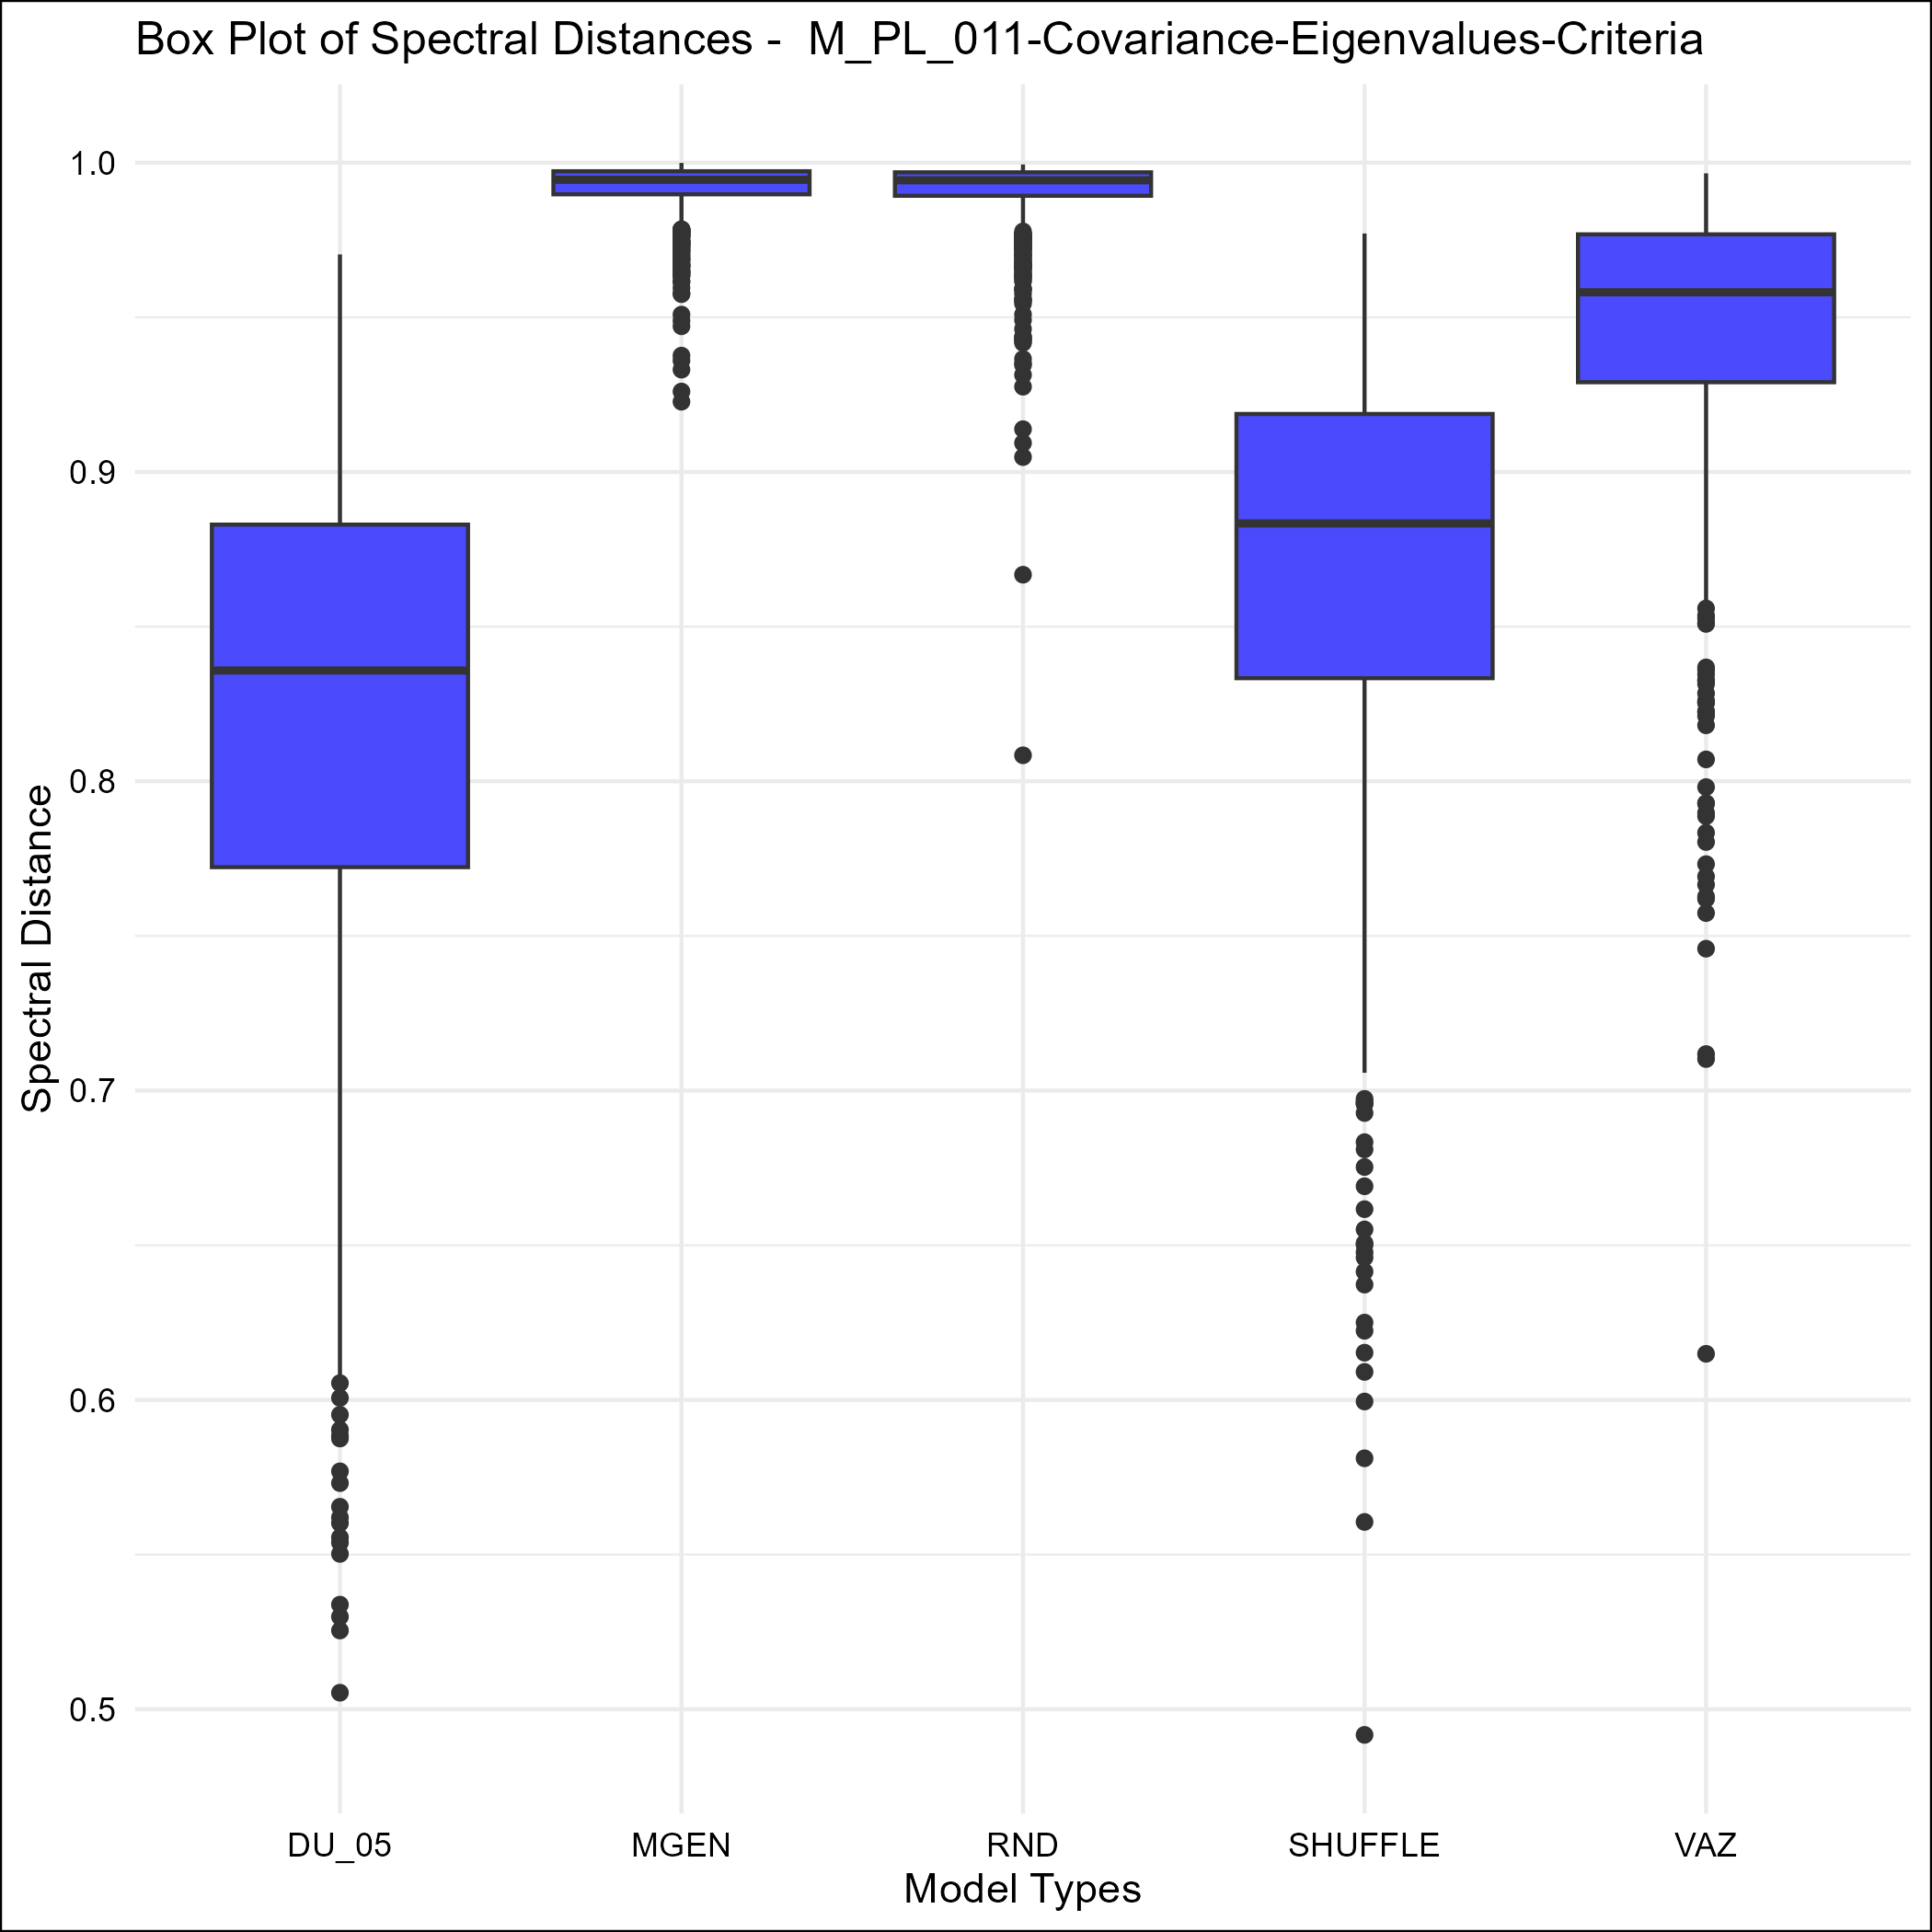 Box Plot of Spectral Distances -  M_PL_011-Covariance-Eigenvalues-Criteria
Spectral Distance
1.0
0.9
0.8
0.7
0.6
0.5
DU_05 MGEN RND SHUFFLE VAZ
Model Types